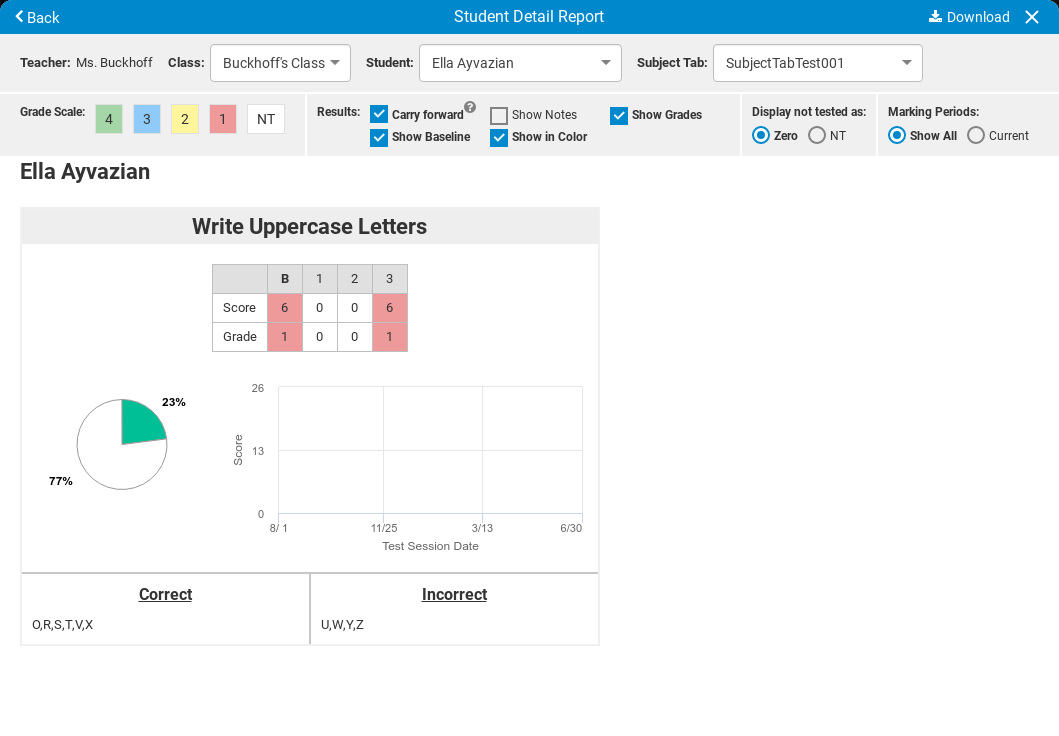 Back
Student Detail Report
Download
Teacher: Ms. Buckhoff Class: Buckhoff's Class Student: Ella Ayvazian Subject Tab: SubjectTabTest001
Grade Scale: 4 3 2 1 NT
Results: Carry forward ? Show Notes Show Grades
Show Baseline Show in Color
Display not tested as:
Zero NT
Marking Periods:
Show All Current
Ella Ayvazian
Write Uppercase Letters
B 1 2 3
Score 6 0 0 6
Grade 1 0 0 1
23%
77%
26
13
0
Score
8/ 1 11/25 3/13 6/30
Test Session Date
Correct
O,R,S,T,V,X
Incorrect
U,W,Y,Z